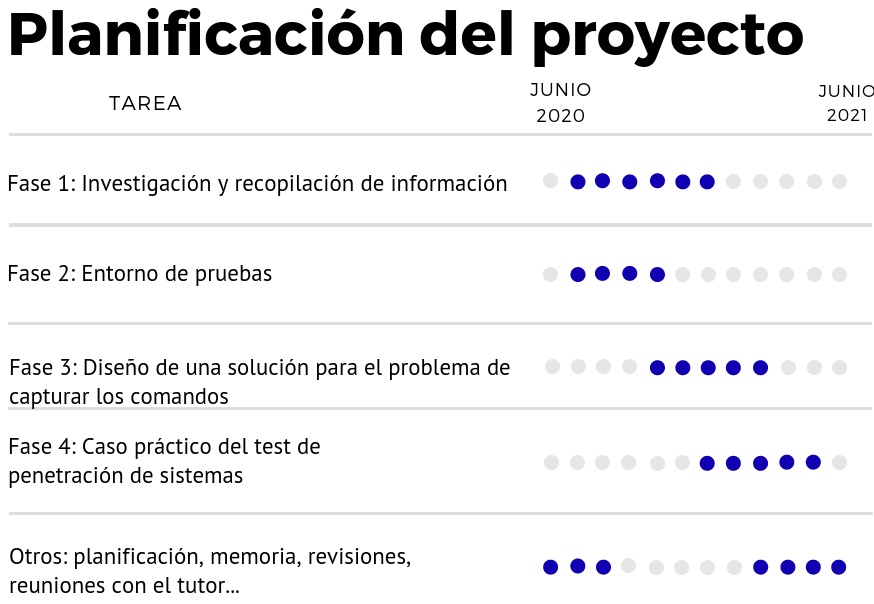 Planificación del proyecto
TAREA
JUNIO
2020
JUNIO
2021
Fase 1: Investigación y recopilación de información
Fase 2: Entorno de pruebas
Fase 3: Diseño de una solución para el problema de
capturar los comandos
Fase 4: Caso práctico del test de
penetración de sistemas
Otros: planificación, memoria, revisiones,
reuniones con el tutor...